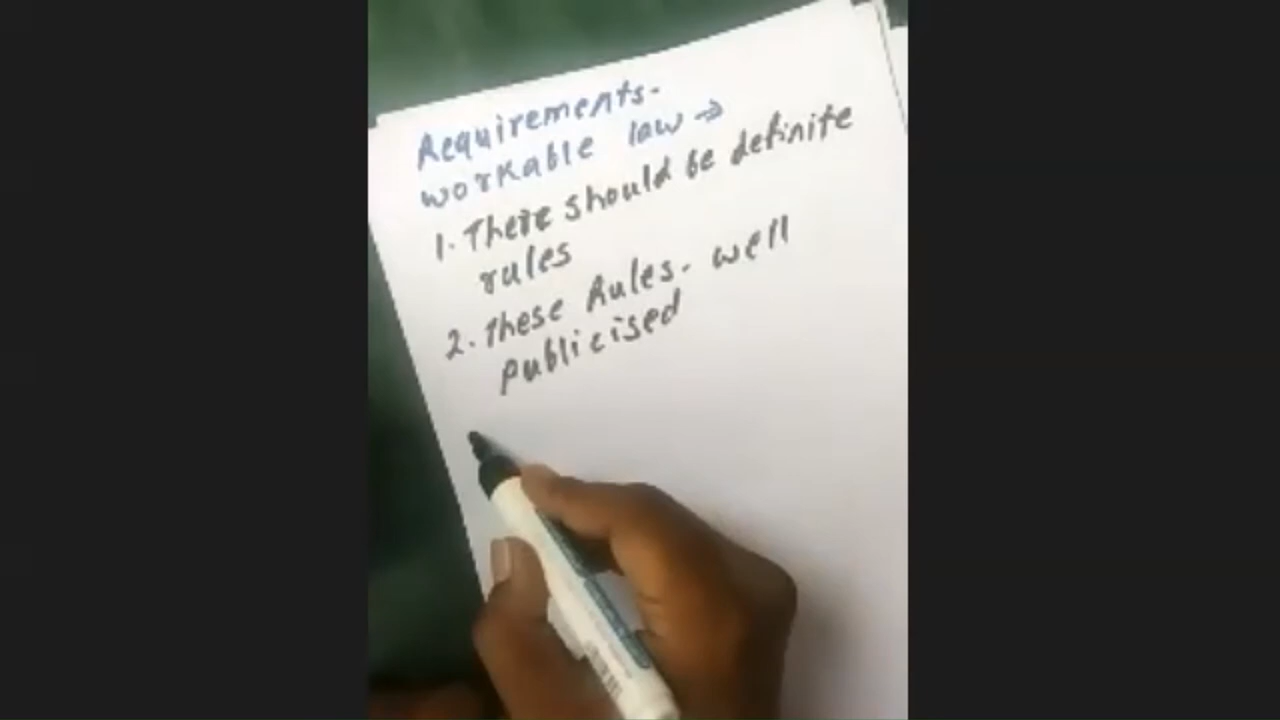 Requirements-
workable law →
1. There should be definite
rules
2. These Rules- well
publicised